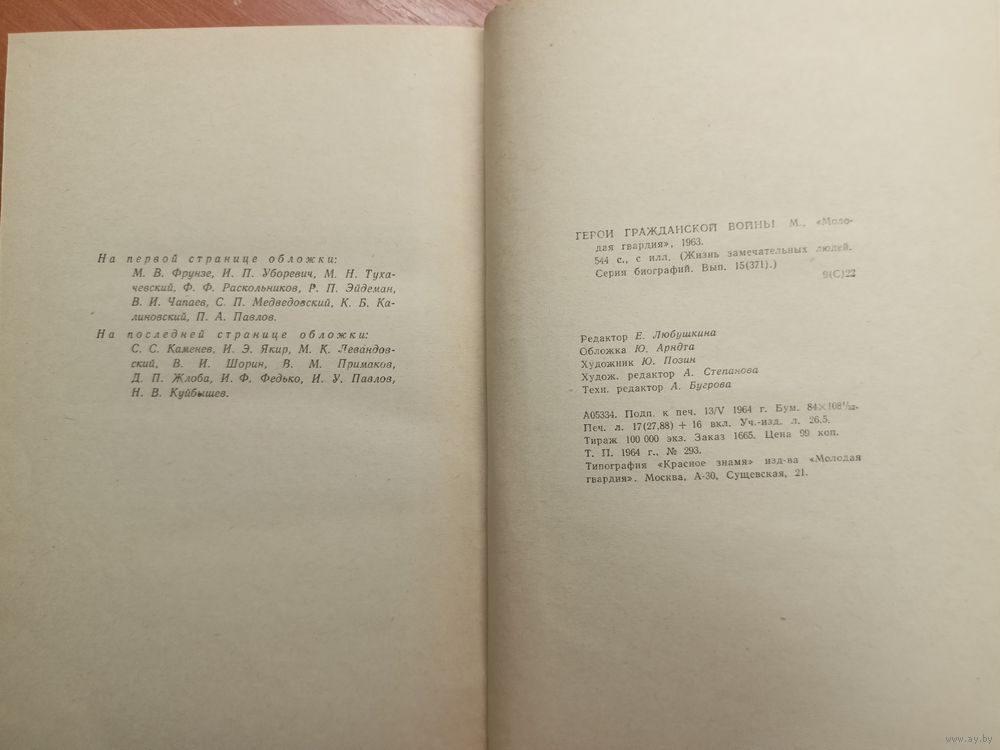 На первой странице обложки:
М. В. Фрунзе, И. П. Уборевич, М. Н. Туха-
чевский, Ф. Ф. Раскольников, Р. П. Эйдеман,
В. И. Чапаев, С. П. Медведовский, К. Б. Ка-
линовский, П. А. Павлов.
На последней странице обложки:
С. С. Каменев, И. Э. Якир, М. К. Левандов-
ский, В. И. Шорин, В. М. Примаков,
Д. П. Жлоба, И. Ф. Федько, И. У. Павлов,
Н. В. Куйбышев.
ГЕРОИ ГРАЖДАНСКОЙ ВОЙНЫ М., «Моло-
дая гвардия», 1963.
544 с., с илл. (Жизнь замечательных людей.
Серия биографий. Вып. 15(371).)
9(С)22
Редактор Е. Любушкина
Обложка Ю. Арндта
Художник Ю. Позин
Худож. редактор А. Степанова
Техн. редактор А. Бугрова
А05334. Подп. к печ. 13/V 1964 г. Бум. 84×108¹/₃₂.
Печ. л. 17(27,88) + 16 вкл. Уч.-изд. л. 26,5.
Тираж 100 000 экз. Заказ 1665. Цена 99 коп.
Т. П. 1964 г., № 293.
Типография «Красное знамя» изд-ва «Молодая
гвардия». Москва, А-30, Сущевская, 21.
www.ay.by